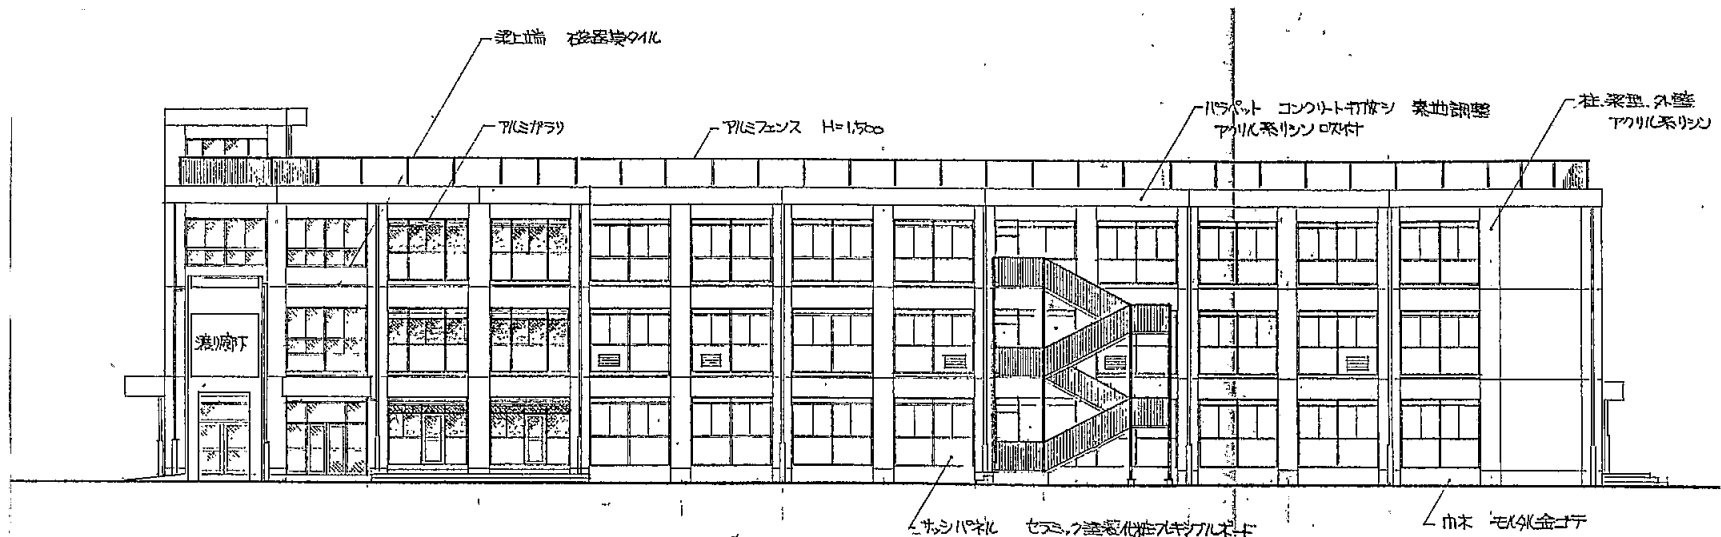 梁上端 磁器質タイル
アルミガラリ
アルミフェンス H=1,500
パラペット コンクリート打放シ 素地調整
アクリル系リシン吹付
柱、梁型、外壁
アクリル系リシン
渡り廊下
サッシパネル セラミック塗装化粧フレキシブルボード
巾木 モルタル金ゴテ